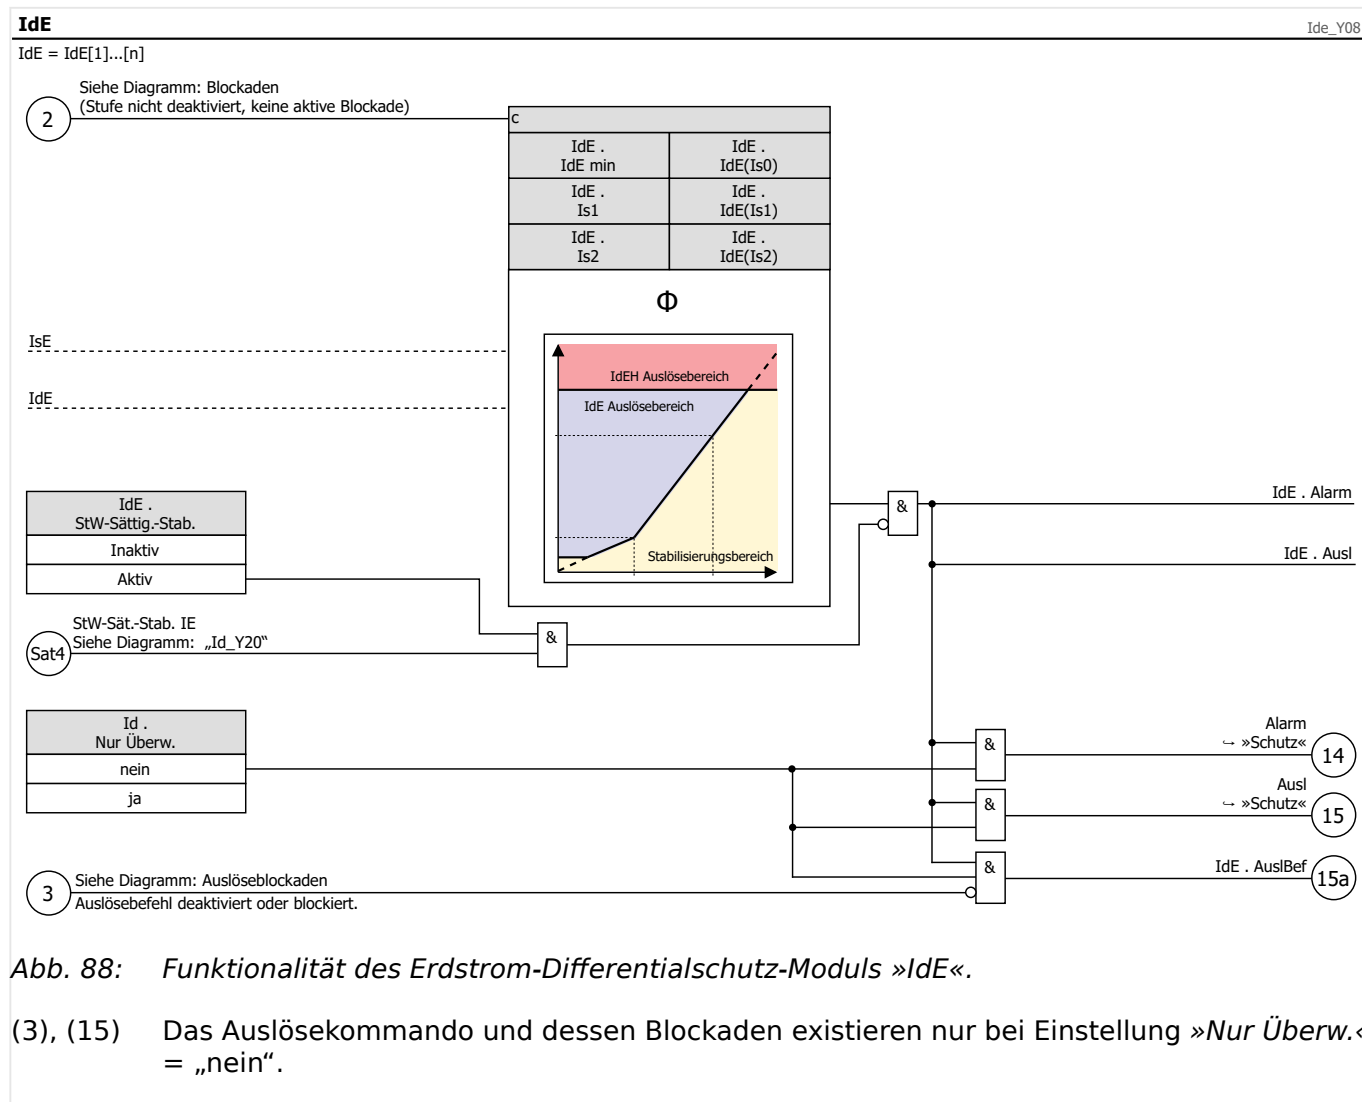 IdE
Ide_Y08
IdE = IdE[1]...[n]
Siehe Diagramm: Blockaden
(Stufe nicht deaktiviert, keine aktive Blockade)
2
c
IdE .
IdE min
IdE .
IdE(Is0)
IdE .
Is1
IdE .
IdE(Is1)
IdE .
Is2
IdE .
IdE(Is2)
Φ
IsE
IdE
IdEH Auslösebereich
IdE Auslösebereich
Stabilisierungsbereich
IdE .
StW-Sättig.-Stab.
Inaktiv
Aktiv
&
IdE . Alarm
IdE . Ausl
StW-Sät.-Stab. IE
Siehe Diagramm: „Id_Y20“
Sat4
&
Id .
Nur Überw.
nein
ja
&
Alarm
↪ »Schutz«
14
&
Ausl
↪ »Schutz«
15
&
IdE . AuslBef
15a
3
Siehe Diagramm: Auslöseblockaden
Auslösebefehl deaktiviert oder blockiert.
Abb. 88: Funktionalität des Erdstrom-Differentialschutz-Moduls »IdE«.
(3), (15) Das Auslösekommando und dessen Blockaden existieren nur bei Einstellung »Nur Überw.«
= „nein“.